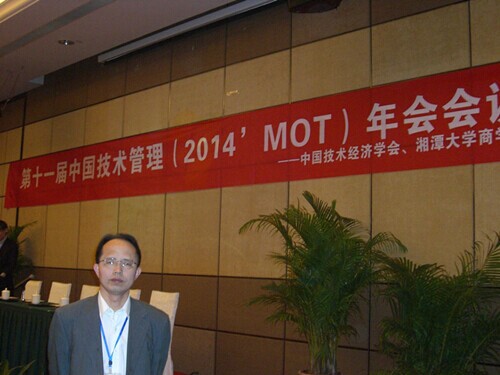 第十一届中国技术管理（2014’MOT）年会会议
——中国技术经济学会、湘潭大学商学